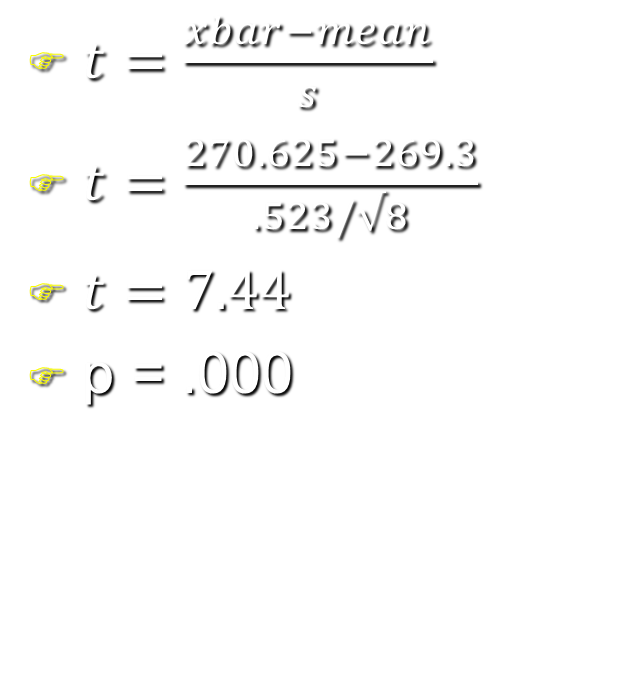 ☞ t = xbar−mean / s
☞ t = 270.625−269.3 / .523/√8
☞ t = 7.44
☞ p = .000